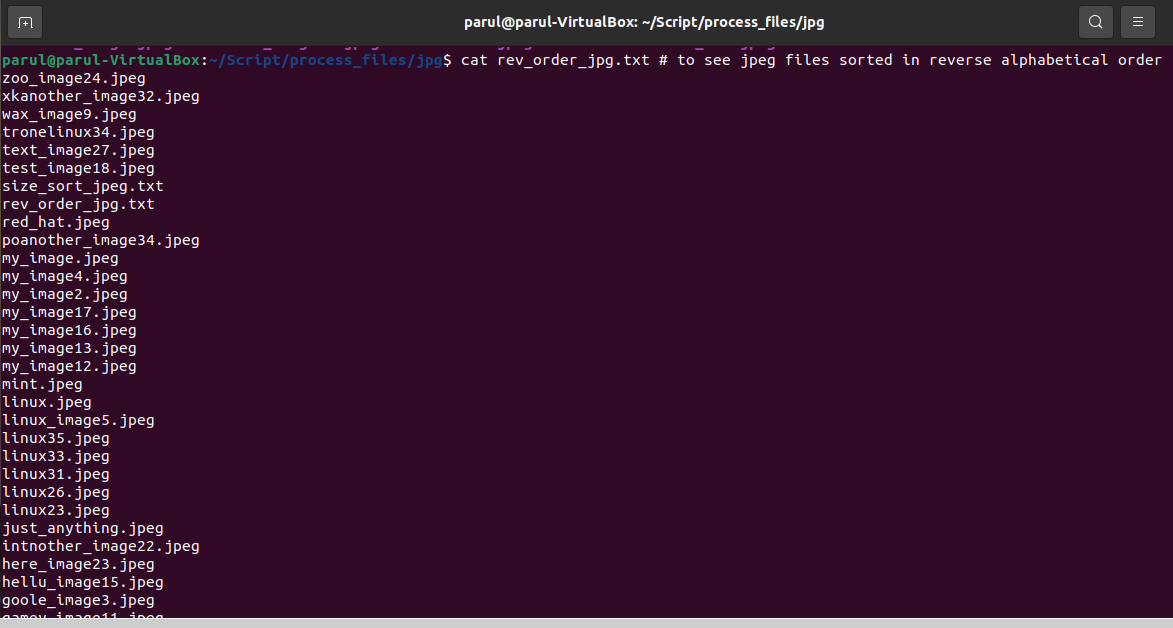 parul@parul-VirtualBox: ~/Script/process_files/jpg
parul@parul-VirtualBox:~/Script/process_files/jpg$ cat rev_order_jpg.txt # to see jpeg files sorted in reverse alphabetical order
zoo_image24.jpeg
xkanother_image32.jpeg
wax_image9.jpeg
tronelinux34.jpeg
text_image27.jpeg
test_image18.jpeg
size_sort_jpeg.txt
rev_order_jpg.txt
red_hat.jpeg
poanother_image34.jpeg
my_image.jpeg
my_image4.jpeg
my_image2.jpeg
my_image17.jpeg
my_image16.jpeg
my_image13.jpeg
my_image12.jpeg
mint.jpeg
linux.jpeg
linux_image5.jpeg
linux35.jpeg
linux33.jpeg
linux31.jpeg
linux26.jpeg
linux23.jpeg
just_anything.jpeg
intnother_image22.jpeg
here_image23.jpeg
hellu_image15.jpeg
goole_image3.jpeg